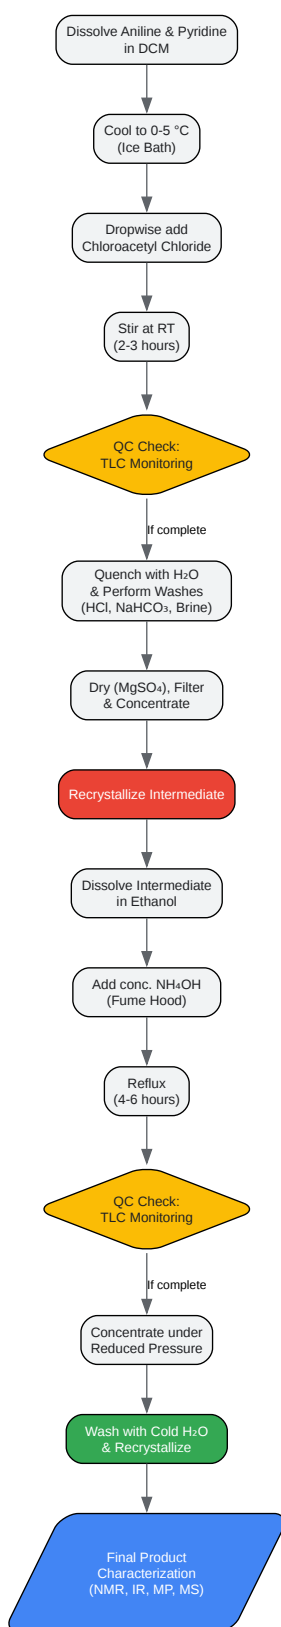 Dissolve Aniline & Pyridine
in DCM
Cool to 0-5 °C
(Ice Bath)
Dropwise add
Chloroacetyl Chloride
Stir at RT
(2-3 hours)
QC Check:
TLC Monitoring
If complete
Quench with H₂O
& Perform Washes
(HCl, NaHCO₃, Brine)
Dry (MgSO₄), Filter
& Concentrate
Recrystallize Intermediate
Dissolve Intermediate
in Ethanol
Add conc. NH₄OH
(Fume Hood)
Reflux
(4-6 hours)
QC Check:
TLC Monitoring
If complete
Concentrate under
Reduced Pressure
Wash with Cold H₂O
& Recrystallize
Final Product
Characterization
(NMR, IR, MP, MS)